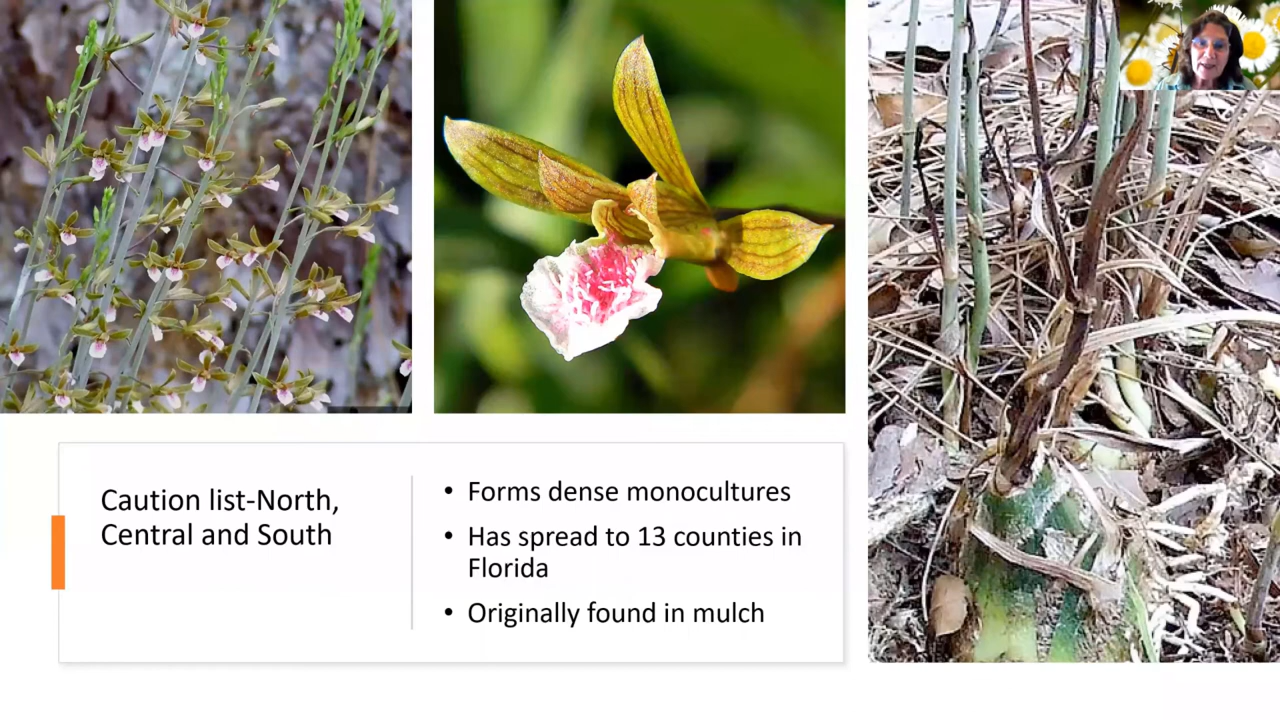 Caution list-North,
Central and South
• Forms dense monocultures
• Has spread to 13 counties in
Florida
• Originally found in mulch